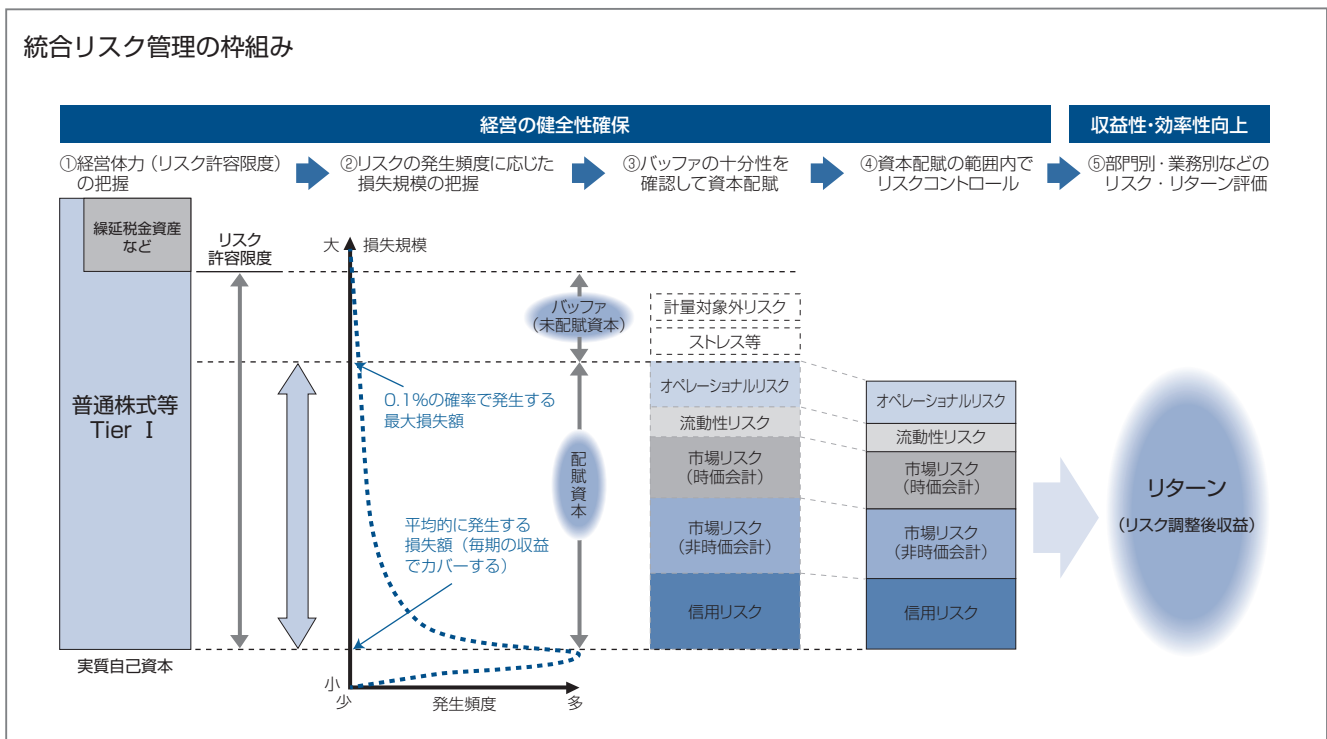 統合リスク管理の枠組み
経営の健全性確保
収益性・効率性向上
①経営体力（リスク許容限度）
の把握
②リスクの発生頻度に応じた
損失規模の把握
③バッファの十分性を
確認して資本配賦
④資本配賦の範囲内で
リスクコントロール
⑤部門別・業務別などの
リスク・リターン評価
繰延税金資産
など
リスク
許容限度
普通株式等
Tier Ⅰ
実質自己資本
大
損失規模
0.1%の確率で発生する
最大損失額
平均的に発生する
損失額（毎期の収益
でカバーする）
小
少
発生頻度
多
バッファ
（未配賦資本）
配賦資本
計量対象外リスク
ストレス等
オペレーショナルリスク
流動性リスク
市場リスク
（時価会計）
市場リスク
（非時価会計）
信用リスク
オペレーショナルリスク
流動性リスク
市場リスク
（時価会計）
市場リスク
（非時価会計）
信用リスク
リターン
（リスク調整後収益）